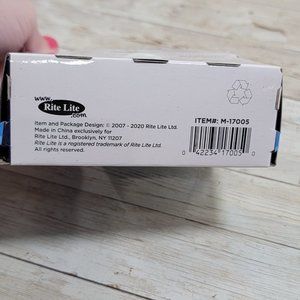 www.
Rite Lite
.com
Item and Package Design: © 2007 - 2020 Rite Lite Ltd.
Made in China exclusively for
Rite Lite Ltd., Brooklyn, NY 11207
Rite Lite is a registered trademark of Rite Lite Ltd.
All rights reserved.
ITEM#: M-17005
0 42234 17005 0